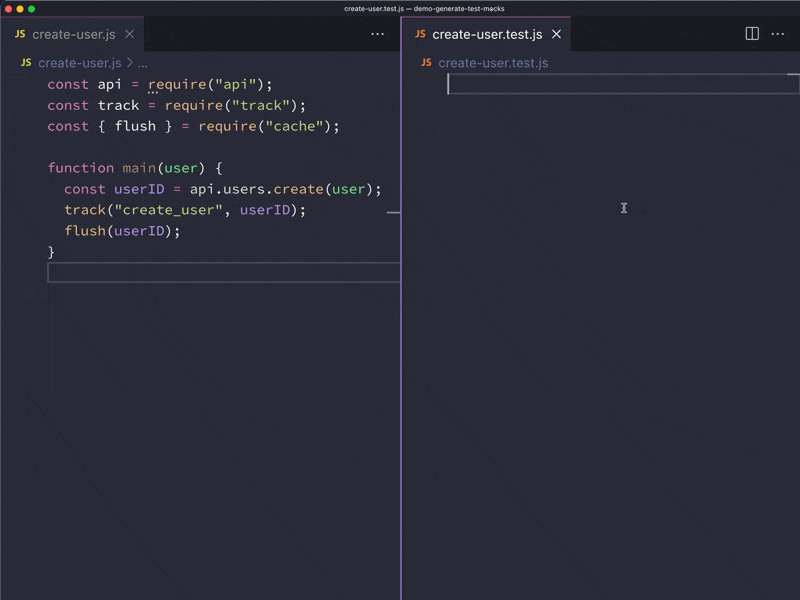 create-user.test.js — demo-generate-test-mocks
JS create-user.js × ...
JS create-user.js > ...
const api = require("api");
const track = require("track");
const { flush } = require("cache");
function main(user) {
const userID = api.users.create(user);
track("create_user", userID);
flush(userID);
}
JS create-user.test.js × ...
JS create-user.test.js